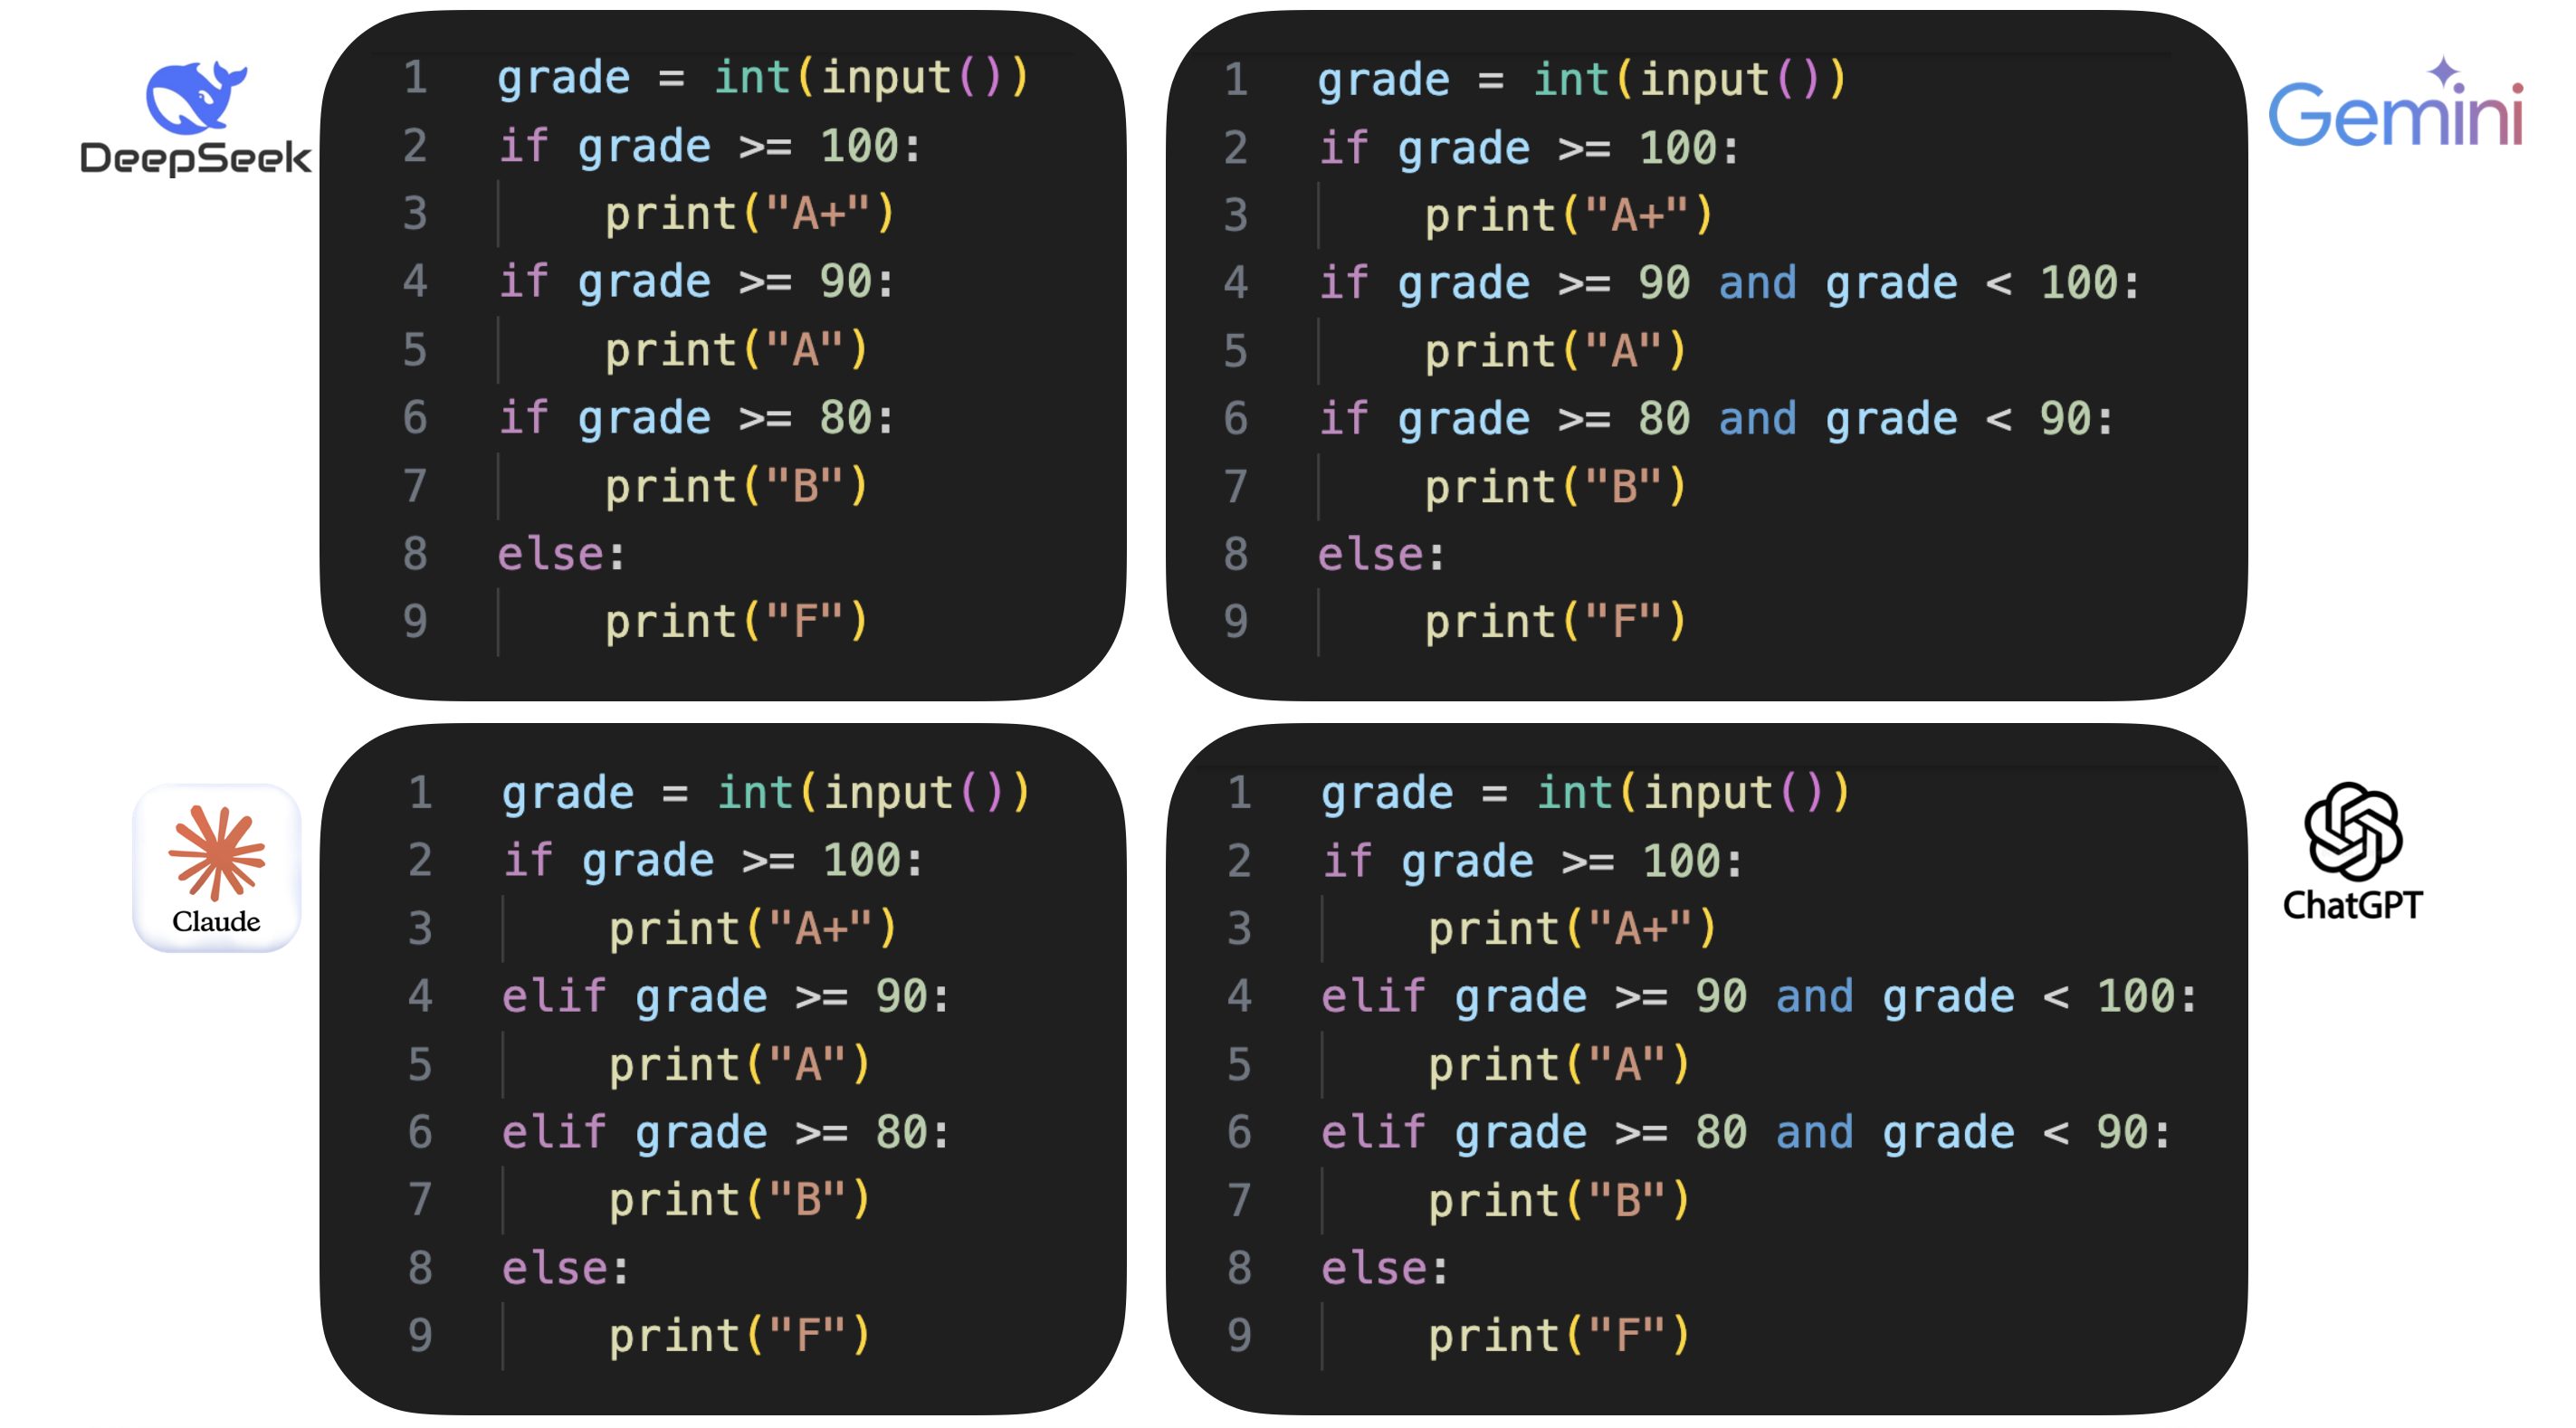 DeepSeek
1 grade = int(input())
2 if grade >= 100:
3     print("A+")
4 if grade >= 90:
5     print("A")
6 if grade >= 80:
7     print("B")
8 else:
9     print("F")
Gemini
1 grade = int(input())
2 if grade >= 100:
3     print("A+")
4 if grade >= 90 and grade < 100:
5     print("A")
6 if grade >= 80 and grade < 90:
7     print("B")
8 else:
9     print("F")
Claude
1 grade = int(input())
2 if grade >= 100:
3     print("A+")
4 elif grade >= 90:
5     print("A")
6 elif grade >= 80:
7     print("B")
8 else:
9     print("F")
ChatGPT
1 grade = int(input())
2 if grade >= 100:
3     print("A+")
4 elif grade >= 90 and grade < 100:
5     print("A")
6 elif grade >= 80 and grade < 90:
7     print("B")
8 else:
9     print("F")